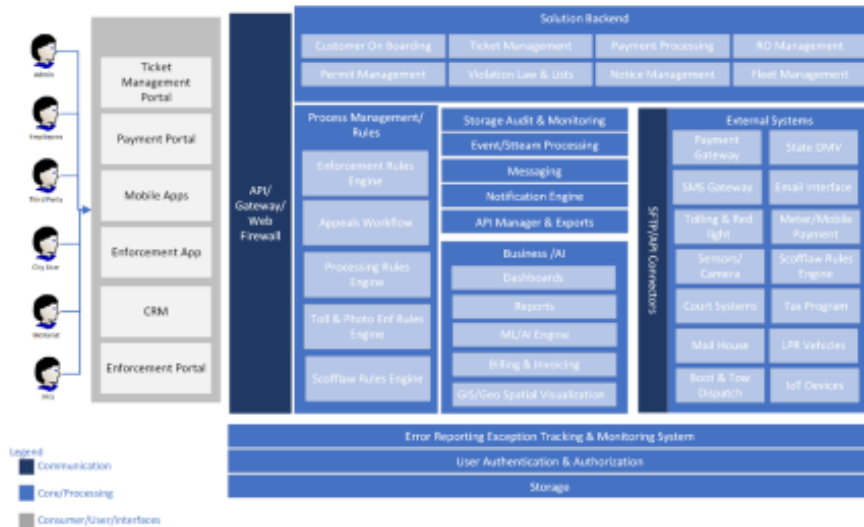 Admin
Employees
Third Party
City User
PICS
Ticket
Management
Portal
Payment Portal
Mobile Apps
Enforcement App
CRM
Enforcement Portal
API/
Gateway/
Web
Firewall
Solution Backend
Customer On Boarding
Ticket Management
Payment Processing
RO Management
Permit Management
Violation Law & Lists
Notice Management
Fleet Management
Process Management/
Rules
Enforcement Rules
Engine
Appeals Workflow
Processing Rules
Engine
Toll & Photo Enf Rules
Engine
Scofflaw Rules Engine
Storage Audit & Monitoring
Event/Stream Processing
Messaging
Notification Engine
API Manager & Exports
Business /AI
Dashboards
Reports
ML/AI Engine
Billing & Invoicing
GIS/Geo Spatial Visualization
SFTP/API Connectors
External Systems
Payment
Gateway
State DMV
SMS Gateway
Email Interface
Tolling & Red
light
Meter/Mobile
Payment
Sensors/
Camera
Scofflaw Rules
Engine
Court Systems
Tax Program
Mail House
LPR Vehicles
Boot & Tow
Dispatch
IoT Devices
Error Reporting Exception Tracking & Monitoring System
User Authentication & Authorization
Storage
Legend
Communication
Core/Processing
Consumer/User/Interfaces